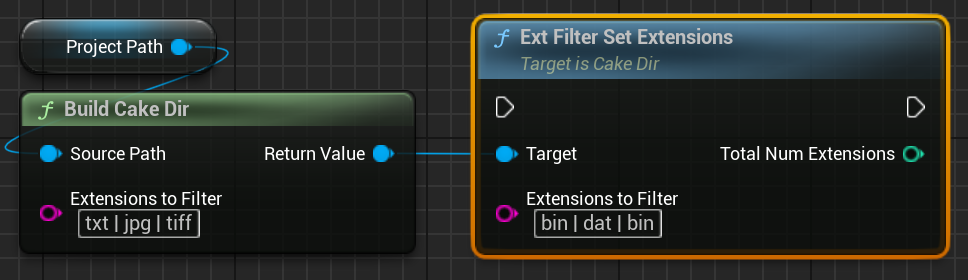 Project Path
f Build Cake Dir
Source Path Return Value
Extensions to Filter
txt | jpg | tiff
f Ext Filter Set Extensions
Target is Cake Dir
Target Total Num Extensions
Extensions to Filter
bin | dat | bin